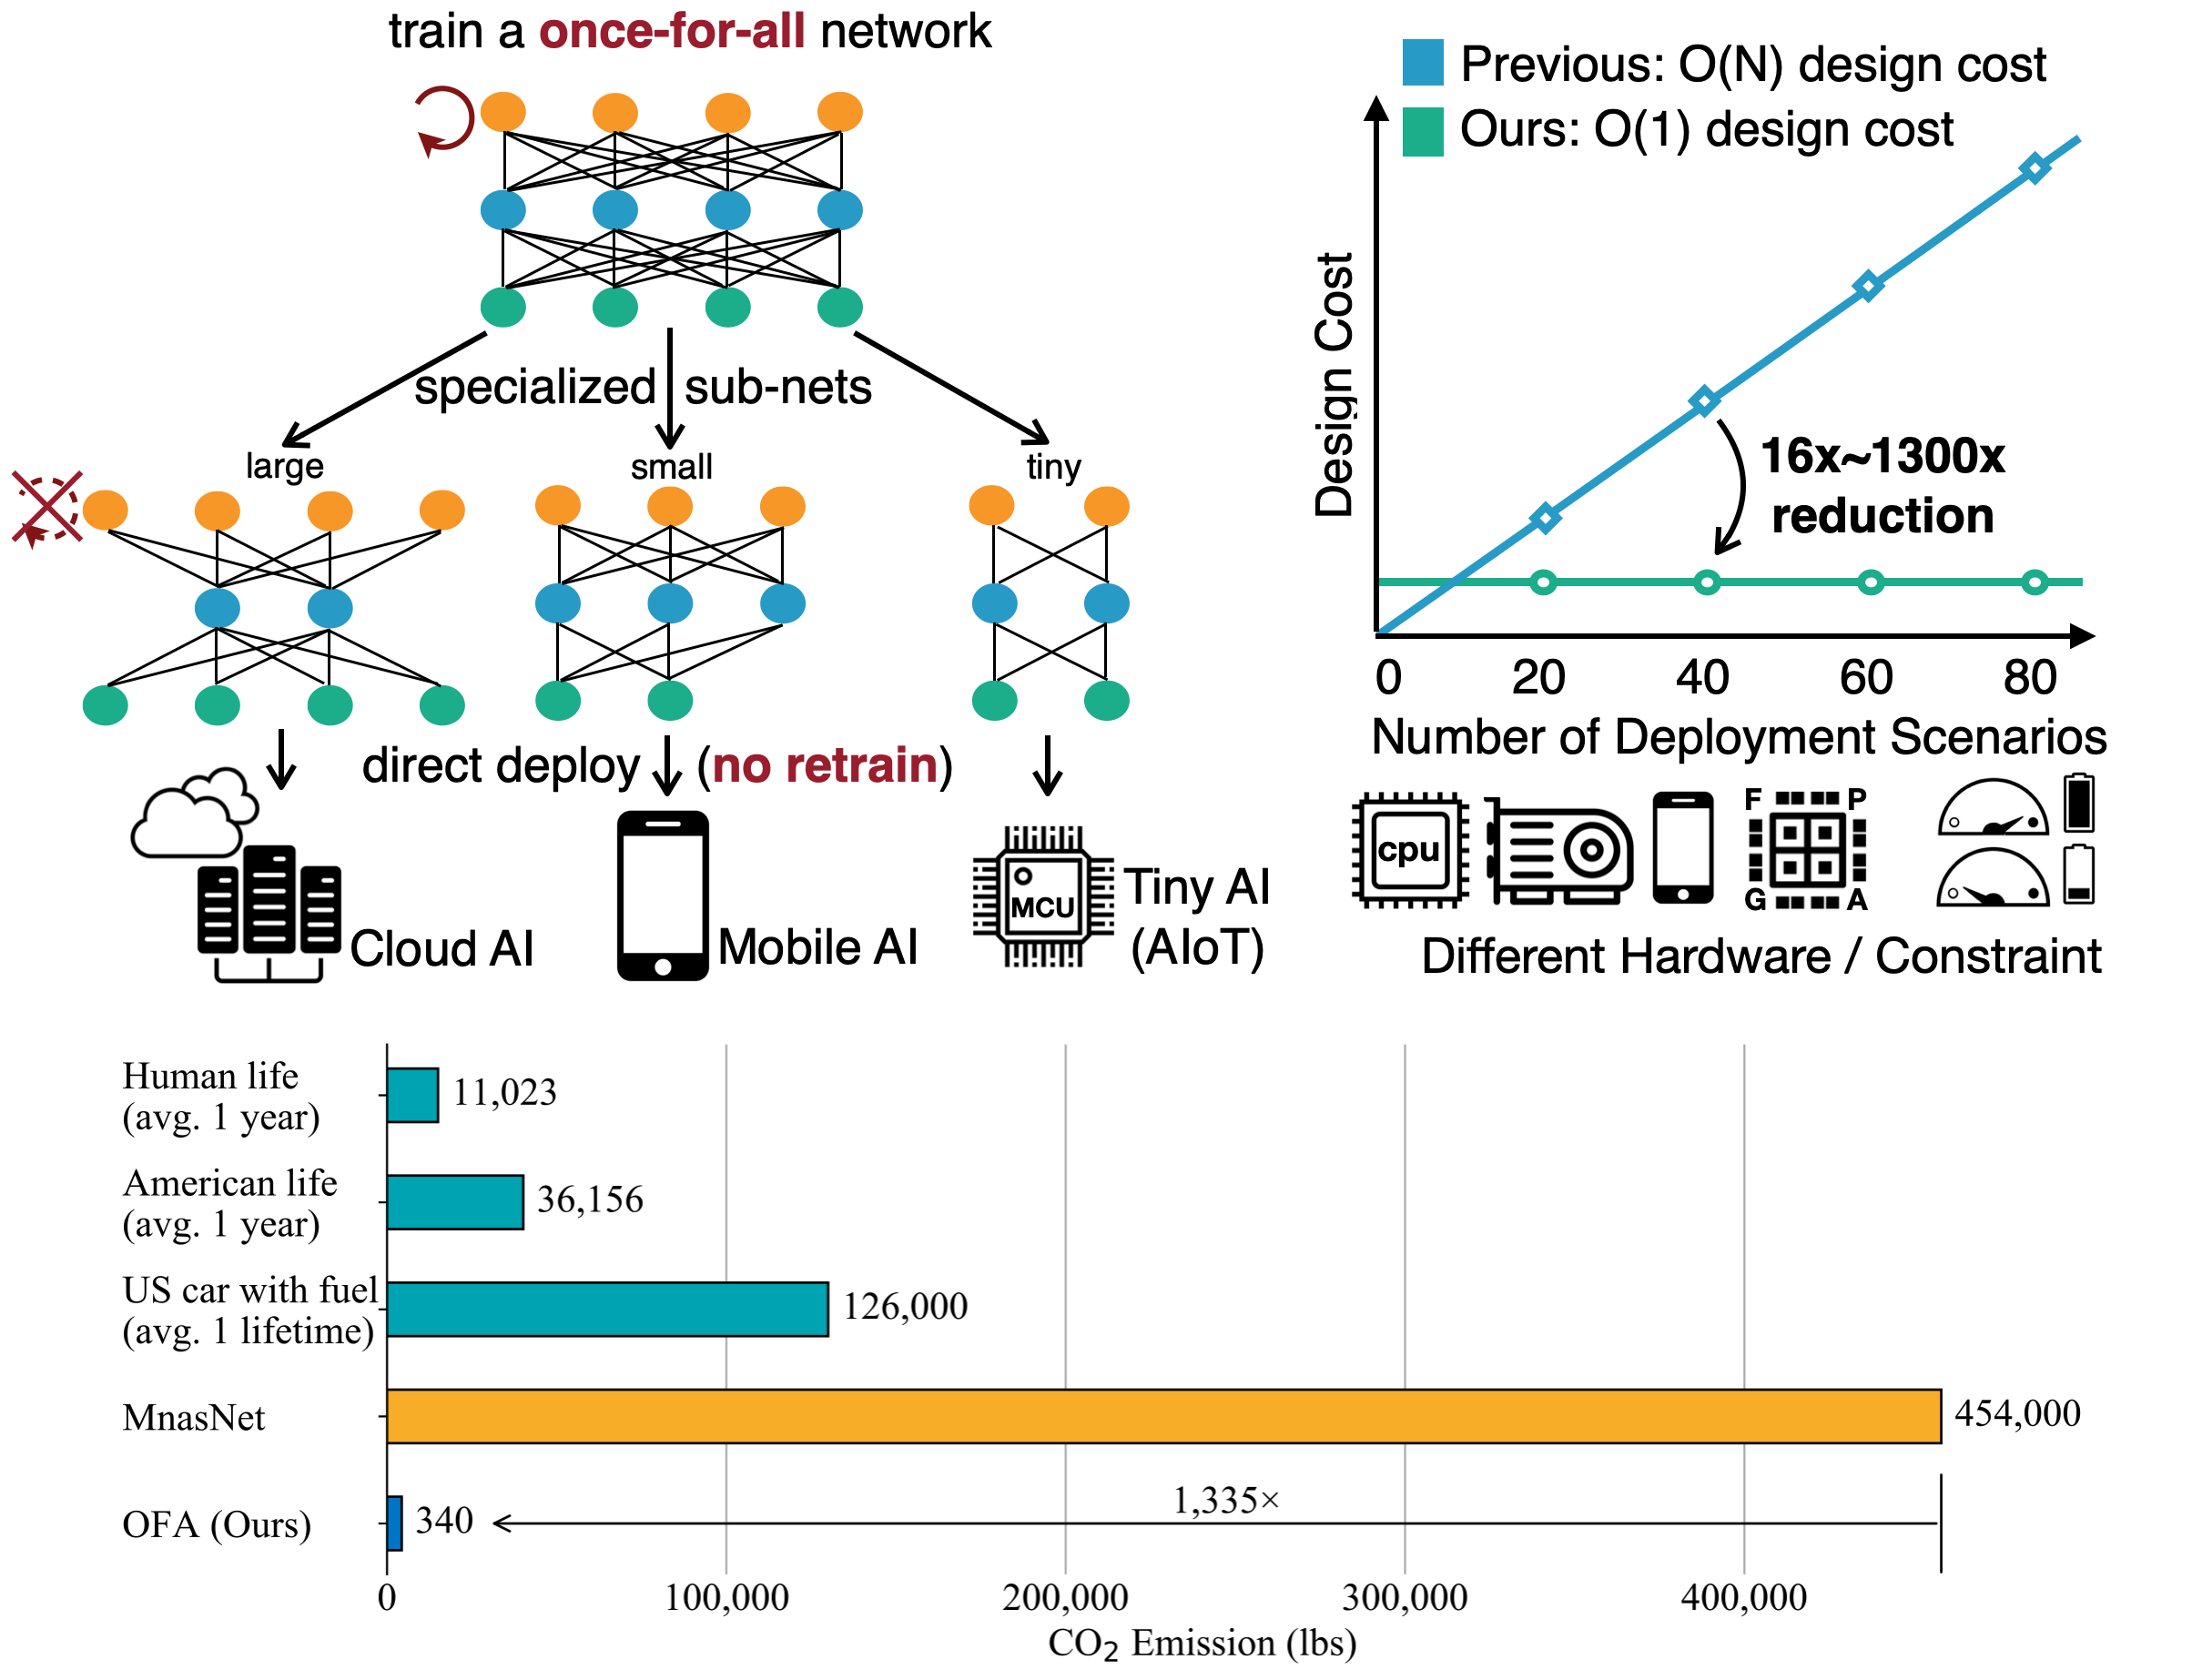 train a once-for-all network
specialized sub-nets
large
small
tiny
direct deploy (no retrain)
Cloud AI
Mobile AI
MCU
Tiny AI
(AIoT)
Previous: O(N) design cost
Ours: O(1) design cost
Design Cost
16x~1300x
reduction
0 20 40 60 80
Number of Deployment Scenarios
cpu
F P
G A
Different Hardware / Constraint
Human life
(avg. 1 year)
11,023
American life
(avg. 1 year)
36,156
US car with fuel
(avg. 1 lifetime)
126,000
MnasNet
454,000
OFA (Ours)
340
1,335×
0 100,000 200,000 300,000 400,000
CO₂ Emission (lbs)